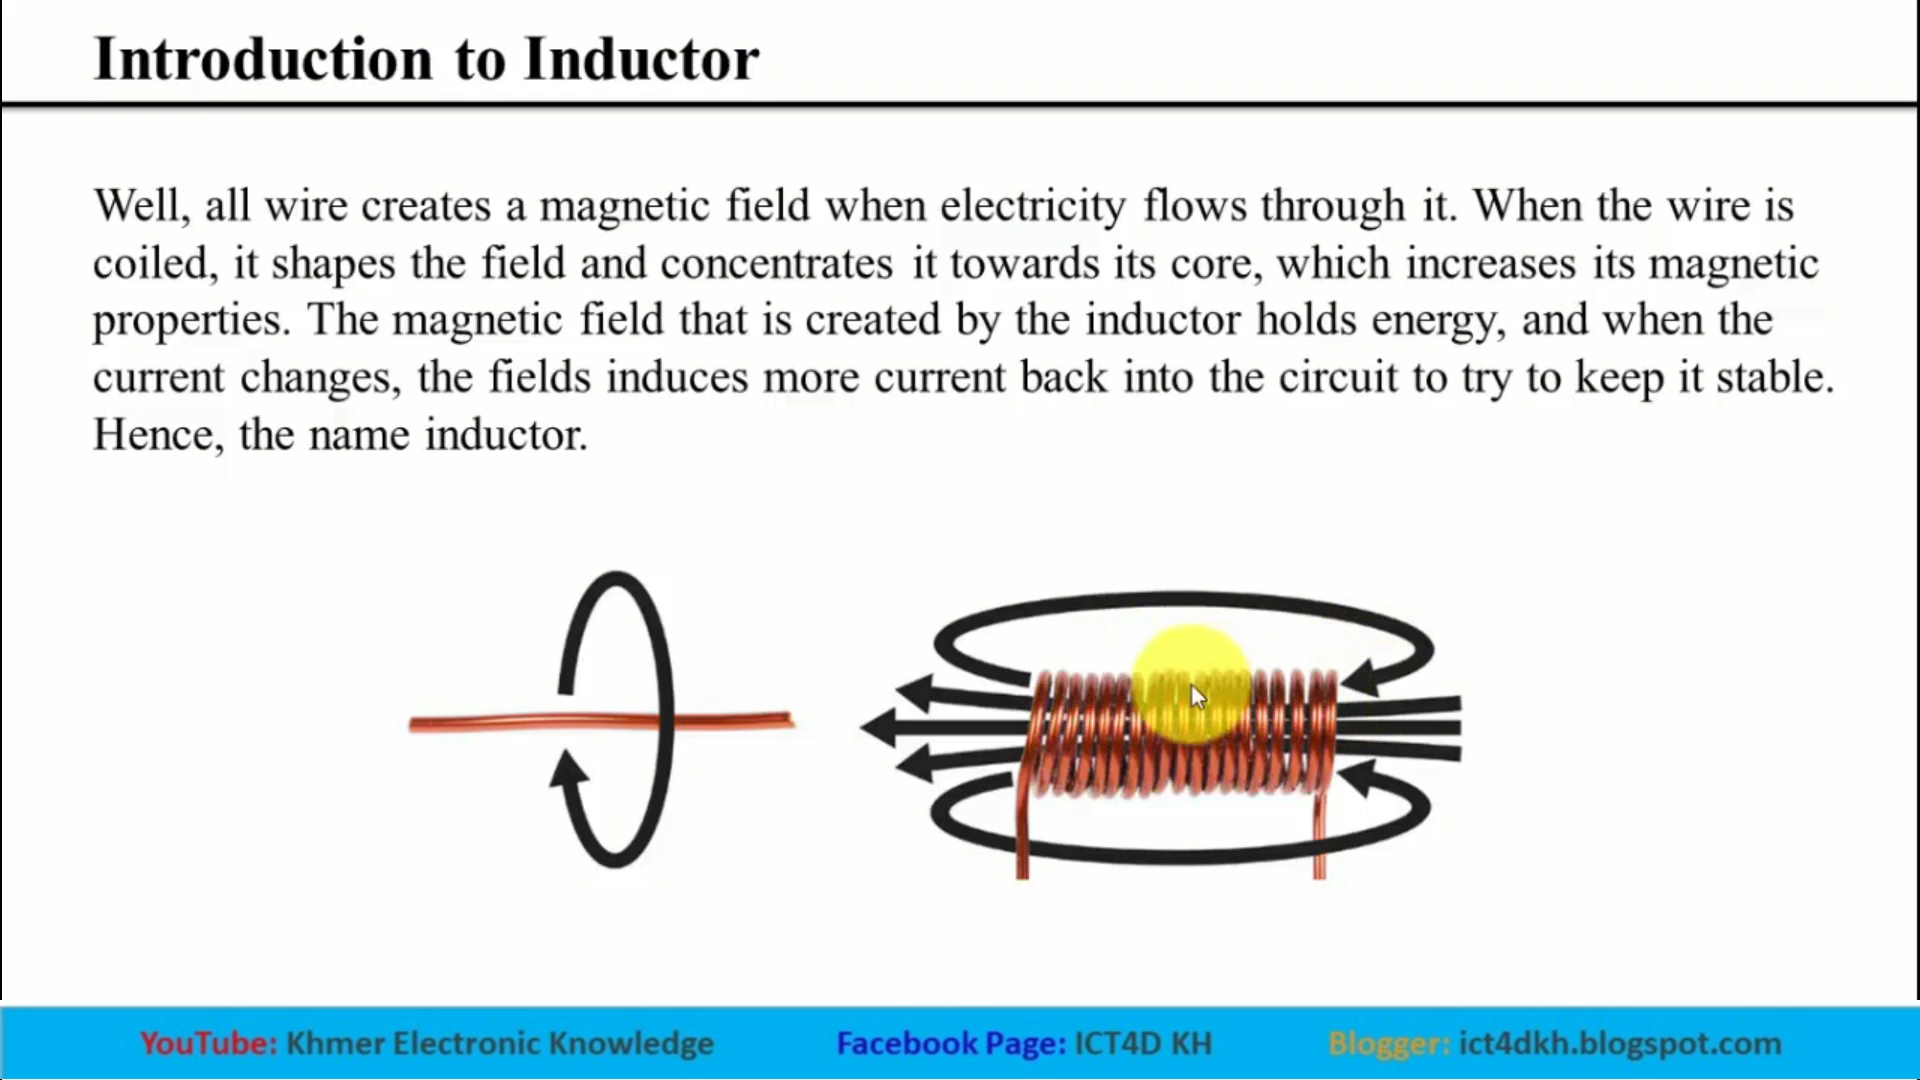 Introduction to Inductor
Well, all wire creates a magnetic field when electricity flows through it. When the wire is
coiled, it shapes the field and concentrates it towards its core, which increases its magnetic
properties. The magnetic field that is created by the inductor holds energy, and when the
current changes, the fields induces more current back into the circuit to try to keep it stable.
Hence, the name inductor.
YouTube: Khmer Electronic Knowledge Facebook Page: ICT4D KH Blogger: ict4dkh.blogspot.com